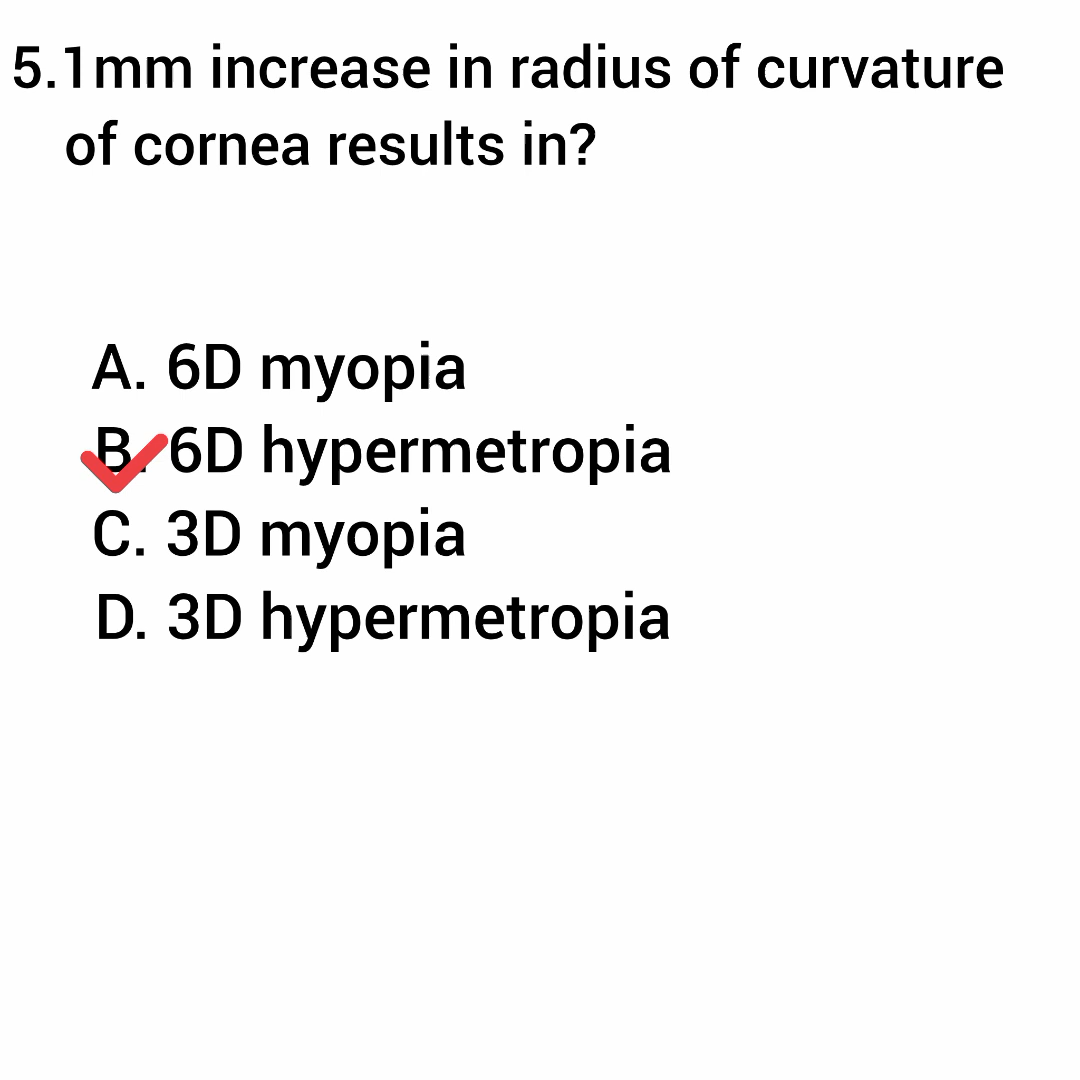 5.1mm increase in radius of curvature
of cornea results in?
A. 6D myopia
B. 6D hypermetropia
C. 3D myopia
D. 3D hypermetropia